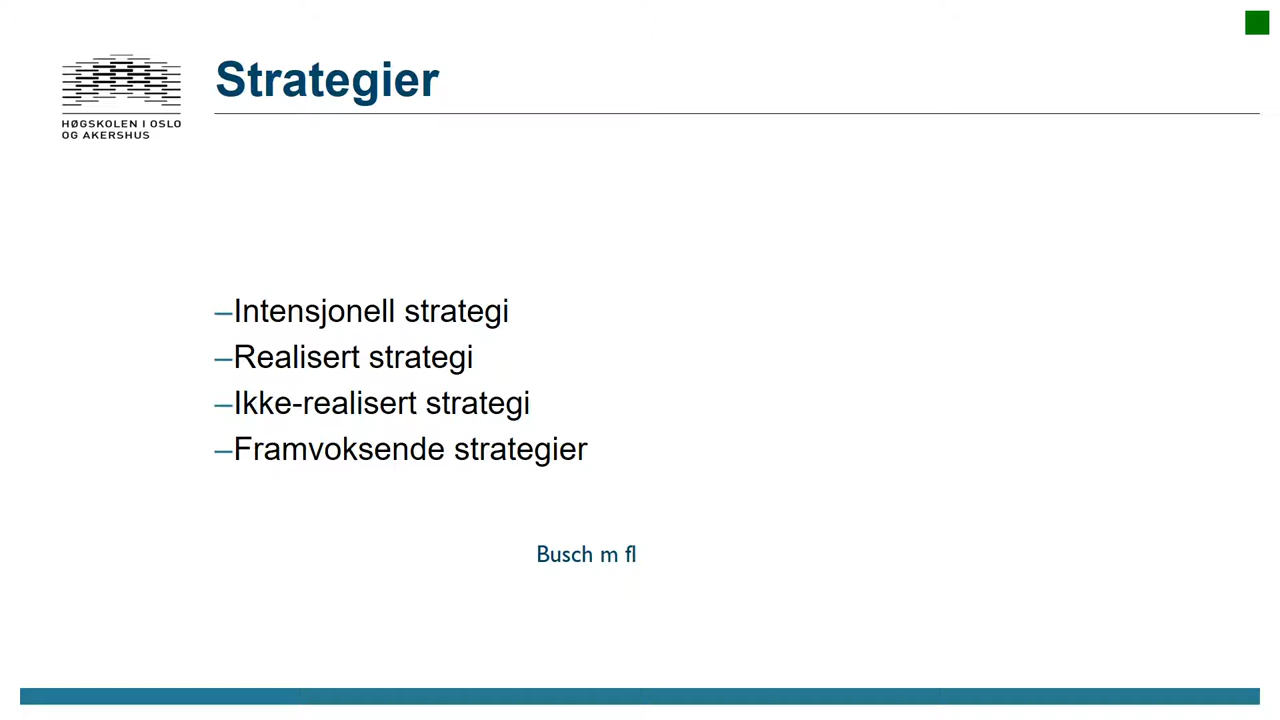 Strategier
HØGSKOLEN I OSLO
OG AKERSHUS
–Intensjonell strategi
–Realisert strategi
–Ikke-realisert strategi
–Framvoksende strategier
Busch m fl